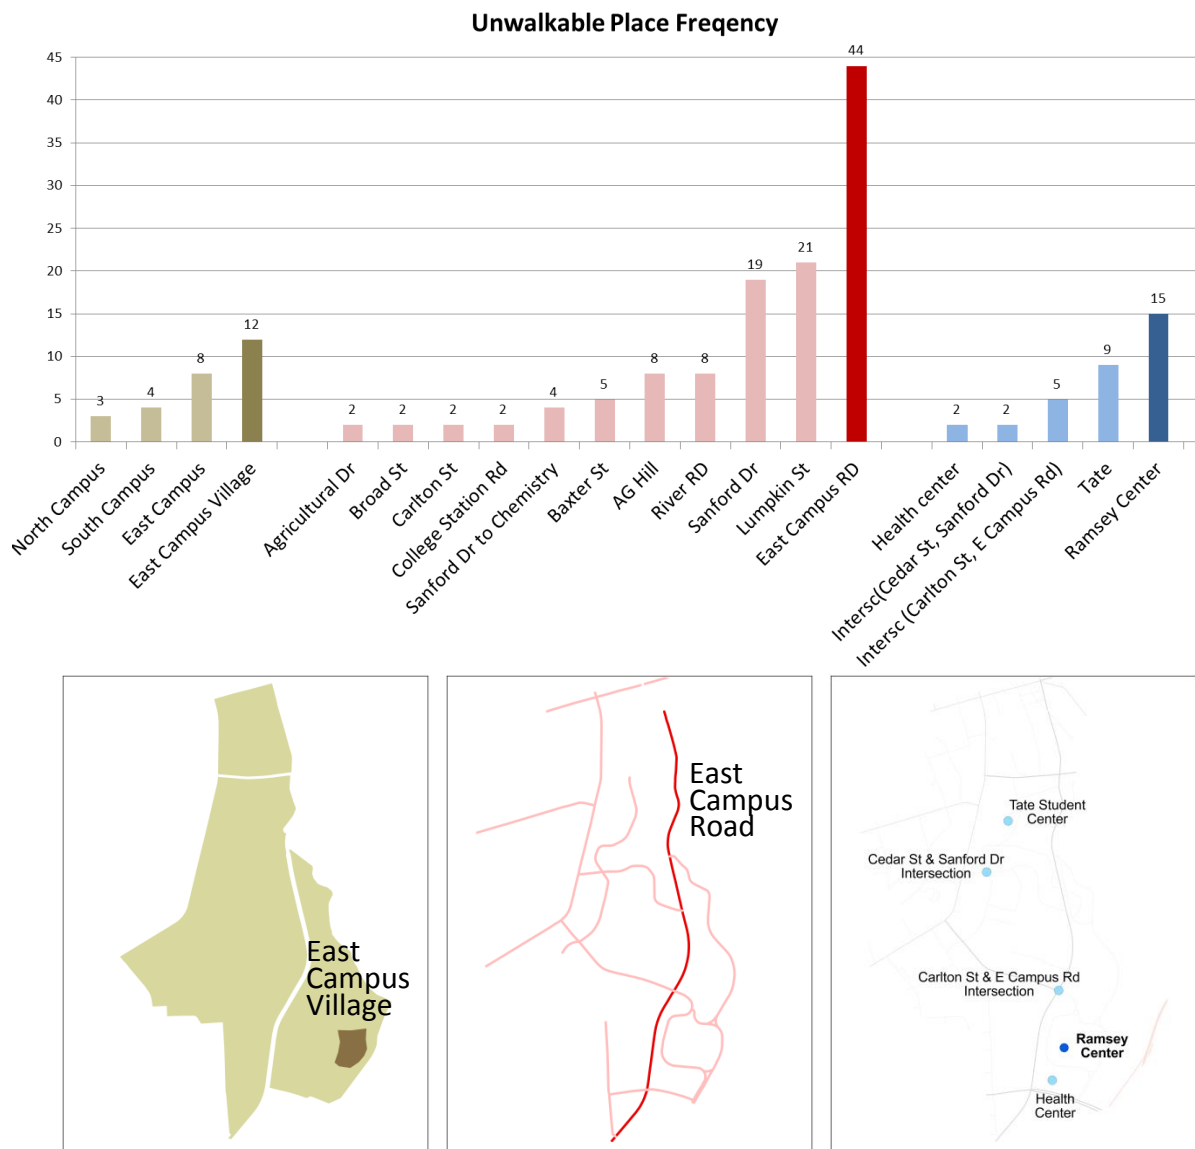 Unwalkable Place Freqency
45
40
35
30
25
20
15
10
5
0
3
4
8
12
2
2
2
2
4
5
8
8
19
21
44
2
2
5
9
15
North Campus
South Campus
East Campus
East Campus Village
Agricultural Dr
Broad St
Carlton St
College Station Rd
Sanford Dr to Chemistry
Baxter St
AG Hill
River RD
Sanford Dr
Lumpkin St
East Campus RD
Health center
Intersc(Cedar St, Sanford Dr)
Intersc (Carlton St, E Campus Rd)
Tate
Ramsey Center
East
Campus
Village
East
Campus
Road
Tate Student
Center
Cedar St & Sanford Dr
Intersection
Carlton St & E Campus Rd
Intersection
Ramsey
Center
Health
Center